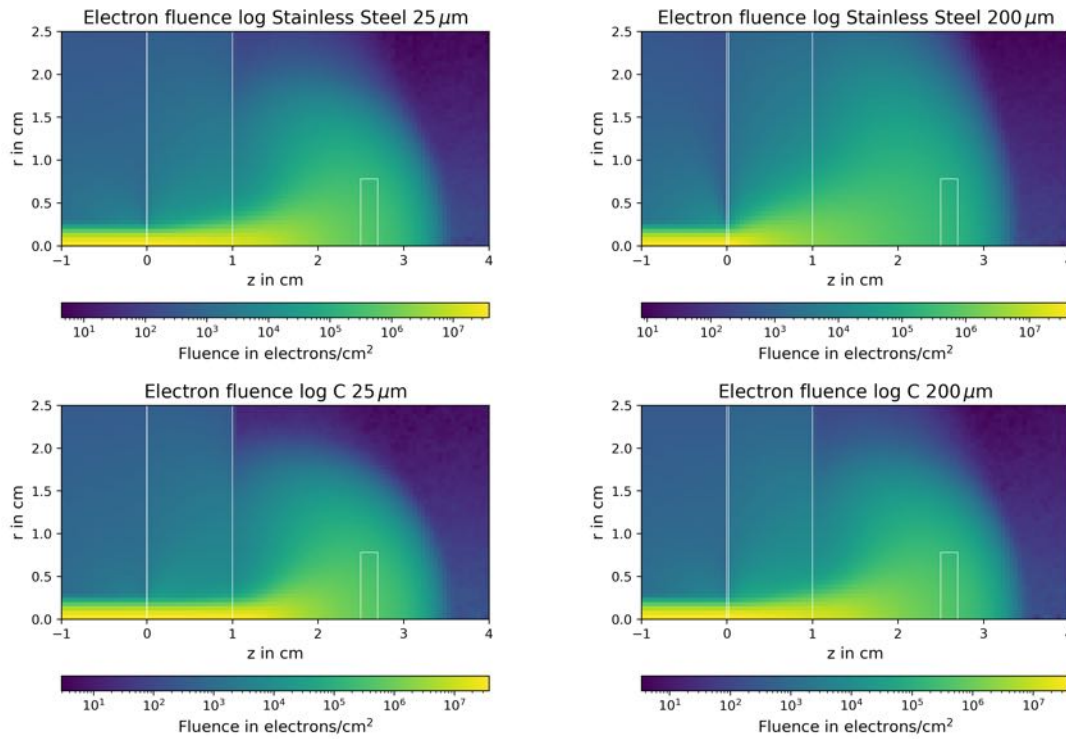 Electron fluence log Stainless Steel 25 μm
2.5
2.0
1.5
1.0
0.5
0.0
r in cm
−1 0 1 2 3 4
z in cm
10¹ 10² 10³ 10⁴ 10⁵ 10⁶ 10⁷
Fluence in electrons/cm²
Electron fluence log Stainless Steel 200 μm
2.5
2.0
1.5
1.0
0.5
0.0
r in cm
−1 0 1 2 3 4
z in cm
10¹ 10² 10³ 10⁴ 10⁵ 10⁶ 10⁷
Fluence in electrons/cm²
Electron fluence log C 25 μm
2.5
2.0
1.5
1.0
0.5
0.0
r in cm
−1 0 1 2 3 4
z in cm
10¹ 10² 10³ 10⁴ 10⁵ 10⁶ 10⁷
Fluence in electrons/cm²
Electron fluence log C 200 μm
2.5
2.0
1.5
1.0
0.5
0.0
r in cm
−1 0 1 2 3 4
z in cm
10¹ 10² 10³ 10⁴ 10⁵ 10⁶ 10⁷
Fluence in electrons/cm²